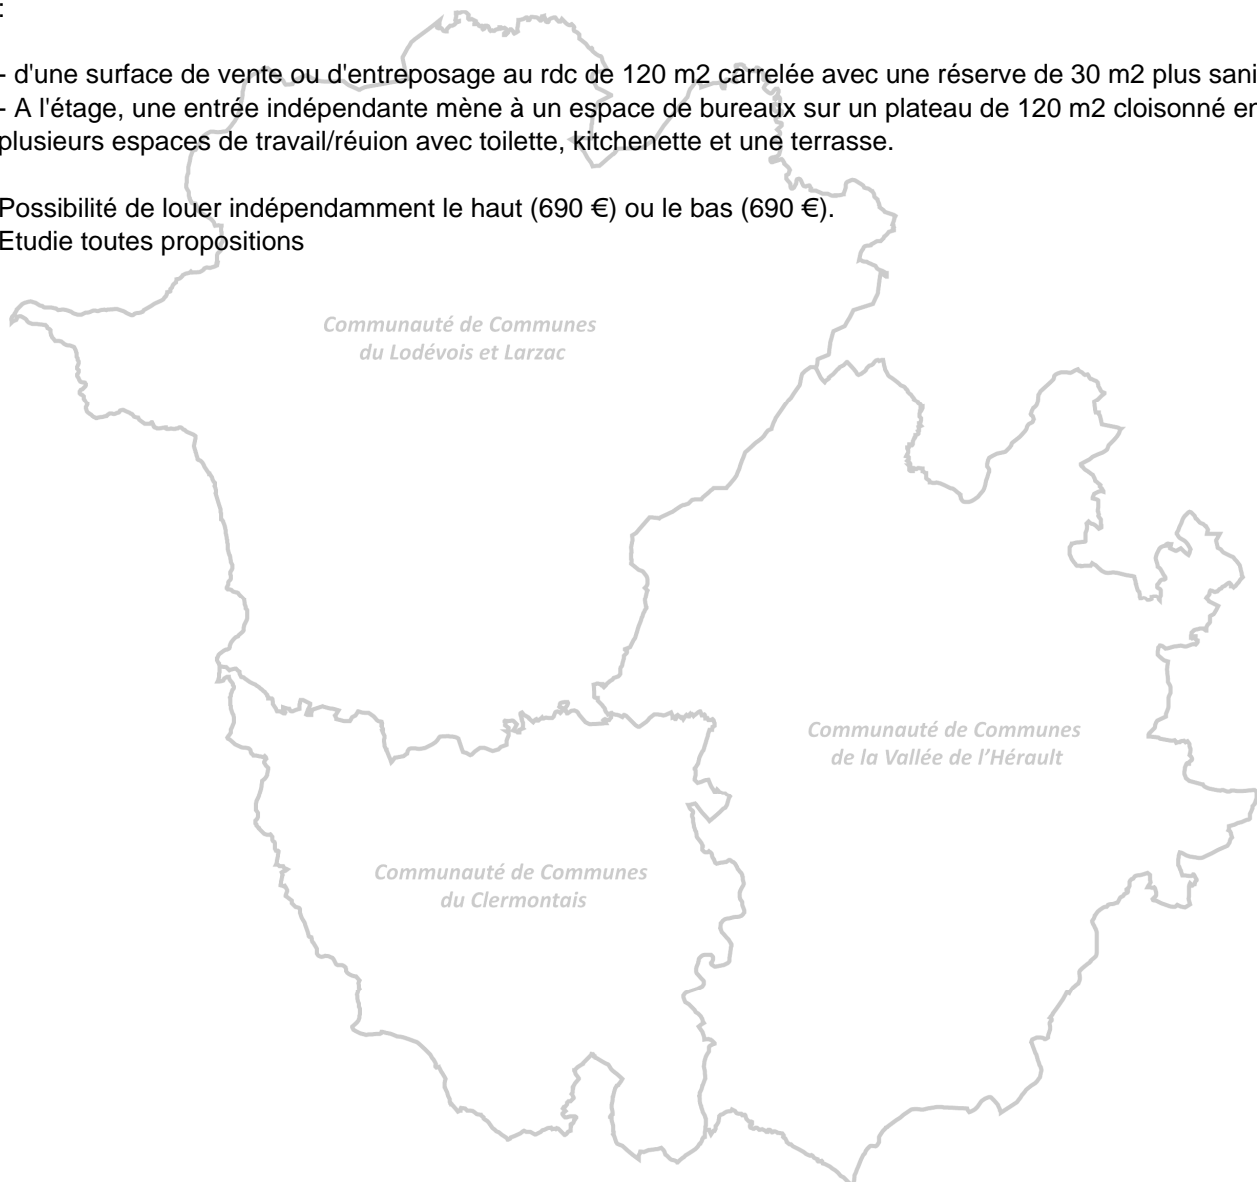 :
- d'une surface de vente ou d'entreposage au rdc de 120 m2 carrelée avec une réserve de 30 m2 plus sani
- A l'étage, une entrée indépendante mène à un espace de bureaux sur un plateau de 120 m2 cloisonné en
plusieurs espaces de travail/réuion avec toilette, kitchenette et une terrasse.
Possibilité de louer indépendamment le haut (690 €) ou le bas (690 €).
Etudie toutes propositions
Communauté de Communes
du Lodévois et Larzac
Communauté de Communes
de la Vallée de l'Hérault
Communauté de Communes
du Clermontais